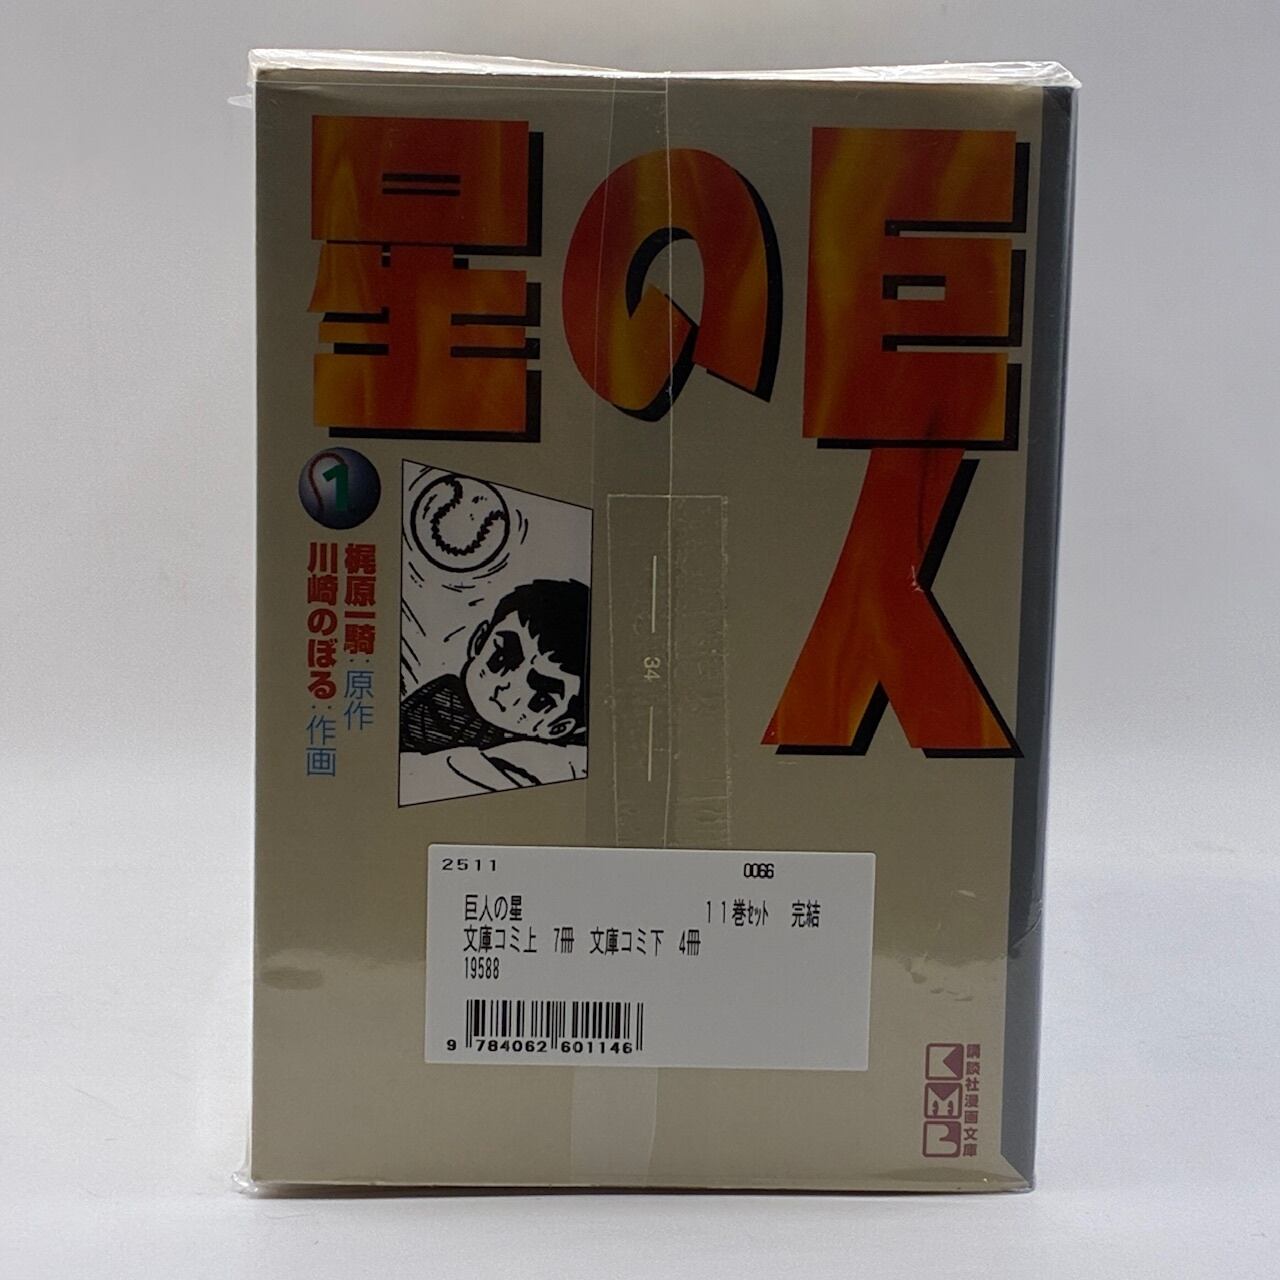 巨人の星
1
梶原一騎:原作
川崎のぼる:作画
34
2511 0066
巨人の星 11巻ｾｯﾄ 完結
文庫コミ上 7冊 文庫コミ下 4冊
19588
9 784062 601146
KMB
講談社漫画文庫